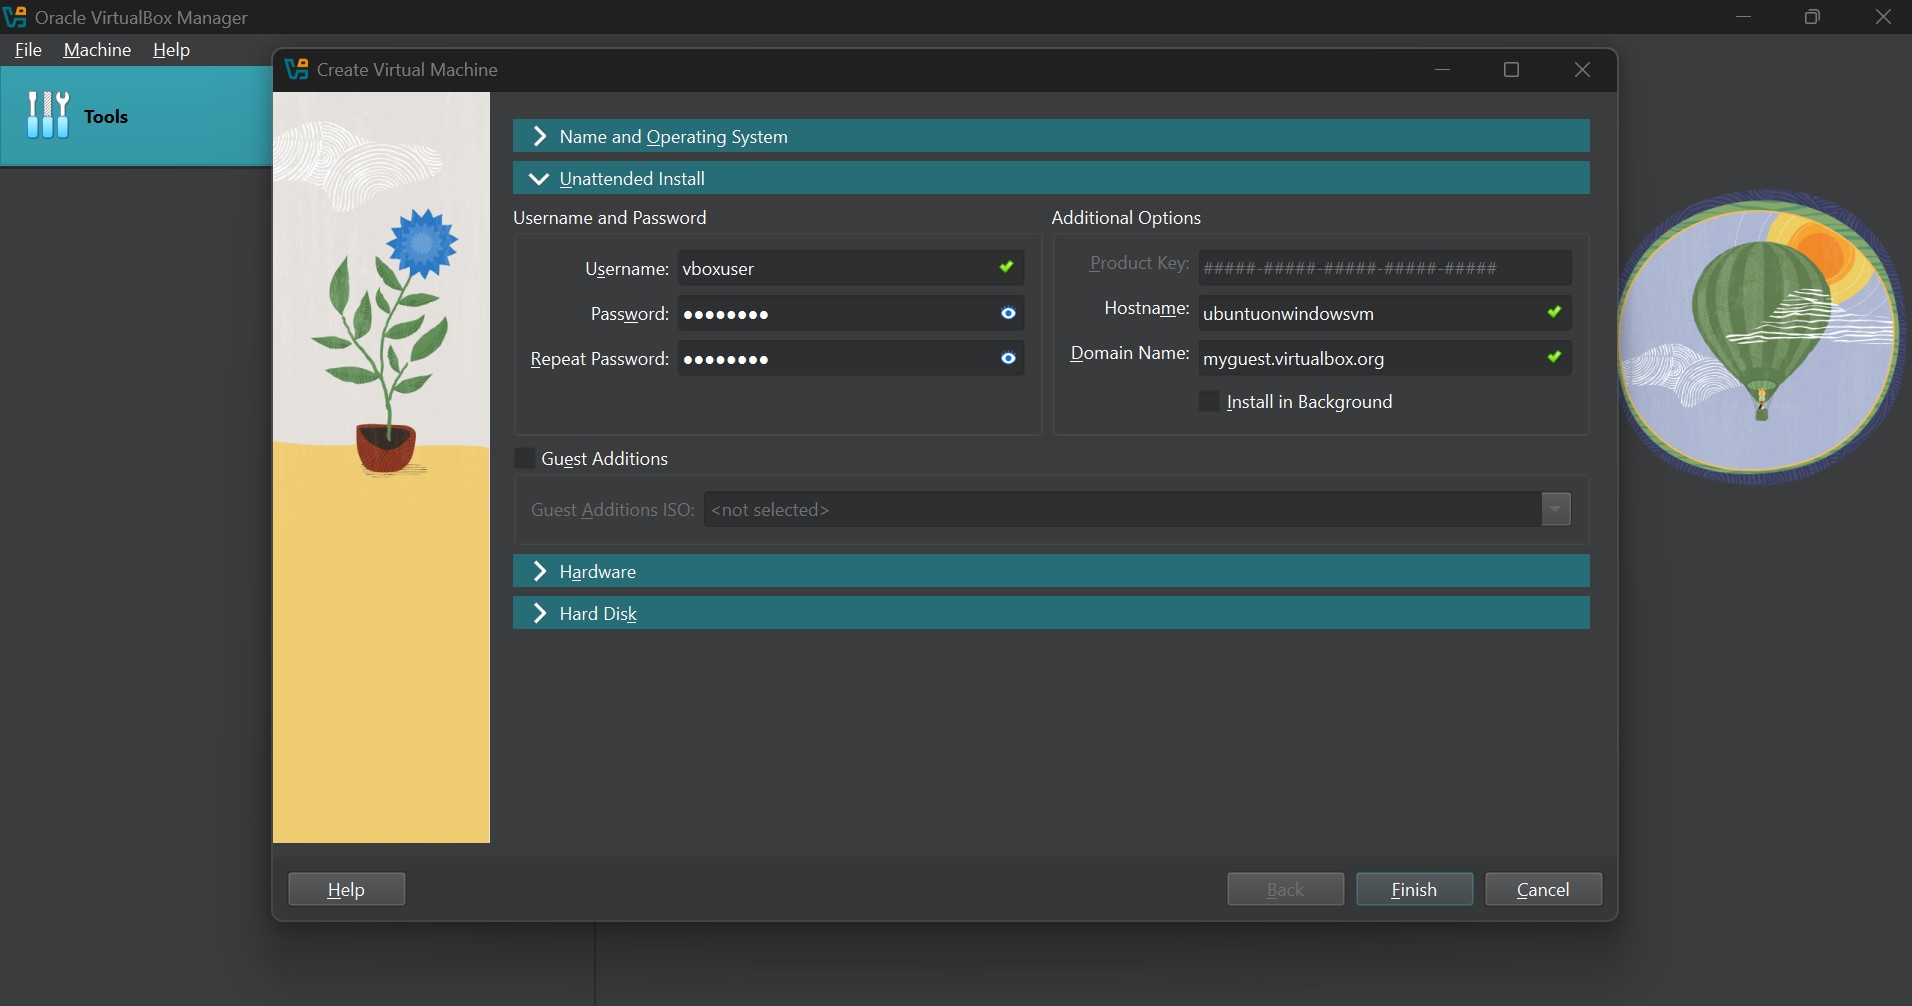 Oracle VirtualBox Manager
File Machine Help
Tools
Create Virtual Machine
Name and Operating System
Unattended Install
Username and Password
Username: vboxuser
Password: ●●●●●●●●
Repeat Password: ●●●●●●●●
Additional Options
Product Key: #####-#####-#####-#####-#####
Hostname: ubuntuonwindowsvm
Domain Name: myguest.virtualbox.org
Install in Background
Guest Additions
Guest Additions ISO: <not selected>
Hardware
Hard Disk
Help Back Finish Cancel